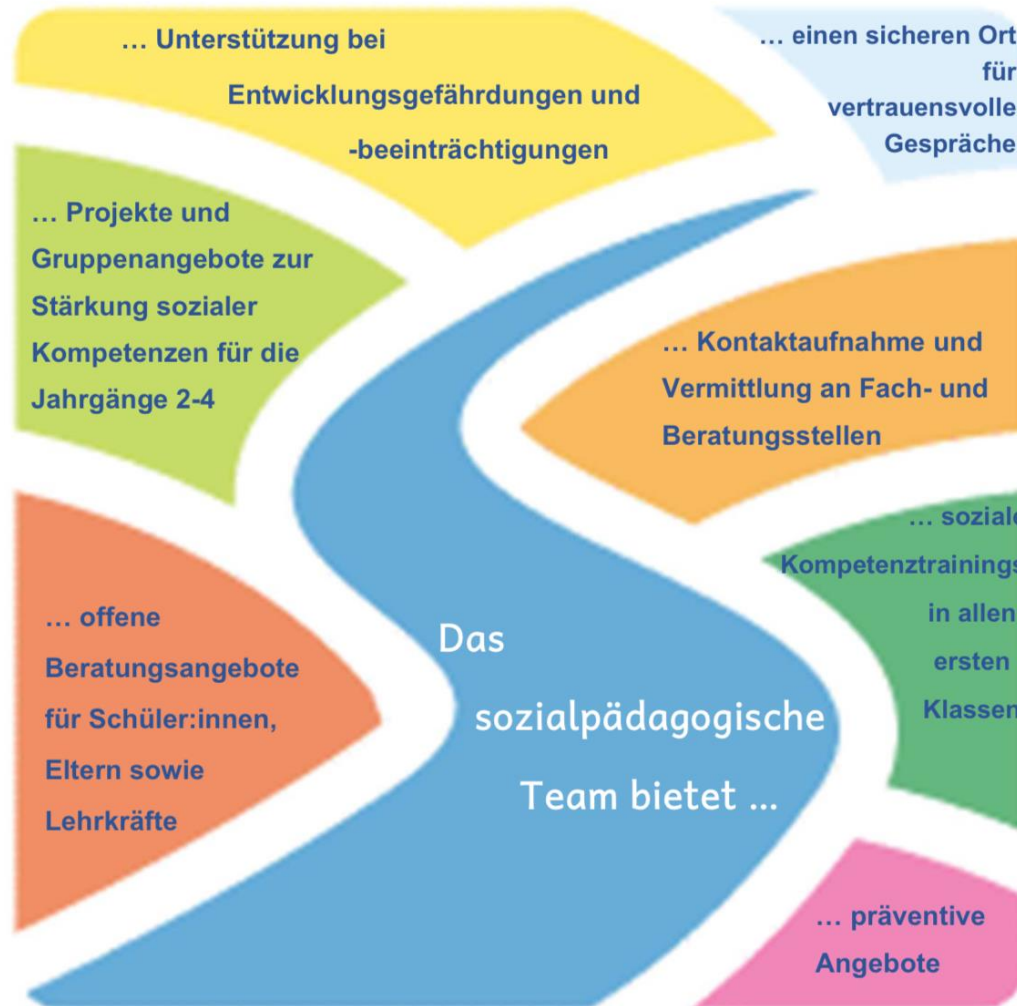 … Unterstützung bei
Entwicklungsgefährdungen und
-beeinträchtigungen
… einen sicheren Ort
für
vertrauensvolle
Gespräche
… Projekte und
Gruppenangebote zur
Stärkung sozialer
Kompetenzen für die
Jahrgänge 2-4
… Kontaktaufnahme und
Vermittlung an Fach- und
Beratungsstellen
… soziale
Kompetenztrainings
in allen
ersten
Klassen
… offene
Beratungsangebote
für Schüler:innen,
Eltern sowie
Lehrkräfte
Das
sozialpädagogische
Team bietet ...
… präventive
Angebote